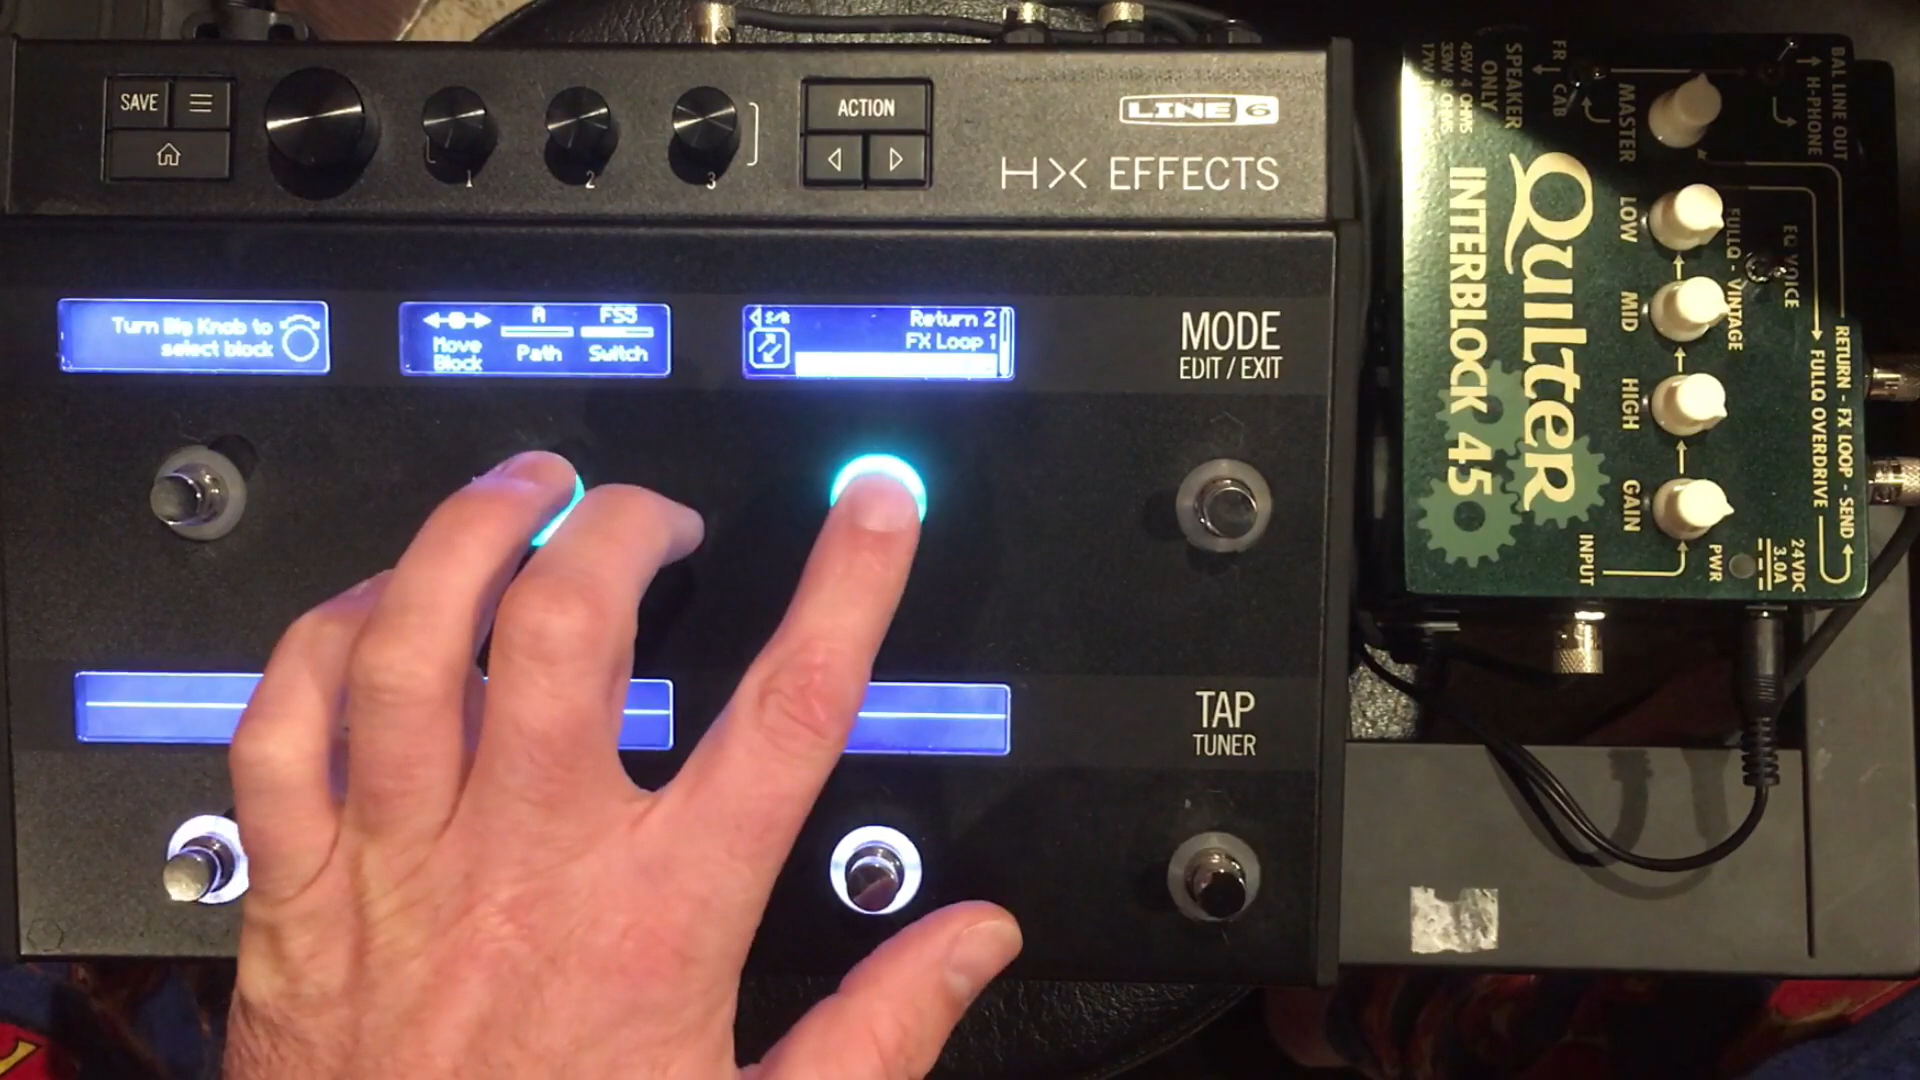 SAVE
ACTION
1
2
3
LINE 6
HX EFFECTS
Turn Big Knob to
select block
Move
Block
A
Path
FS5
Switch
S/R
Return 2
FX Loop 1
MODE
EDIT / EXIT
TAP
TUNER
BAL LINE OUT
H-PHONE
FR
CAB
SPEAKER
ONLY
45W 4 OHMS
33W 8 OHMS
17W
MASTER
LOW
MID
HIGH
GAIN
INPUT
PWR
24VDC
3.0A
EQ VOICE
FULLQ - VINTAGE
RETURN - FX LOOP - SEND
FULLQ OVERDRIVE
QUILTER
INTERBLOCK 45